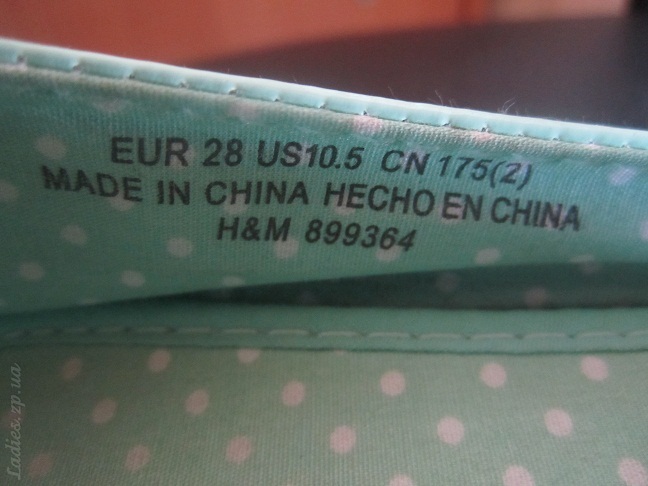 EUR 28 US10.5 CN 175(2)
MADE IN CHINA HECHO EN CHINA
H&M 899364
Ladies.zp.ua